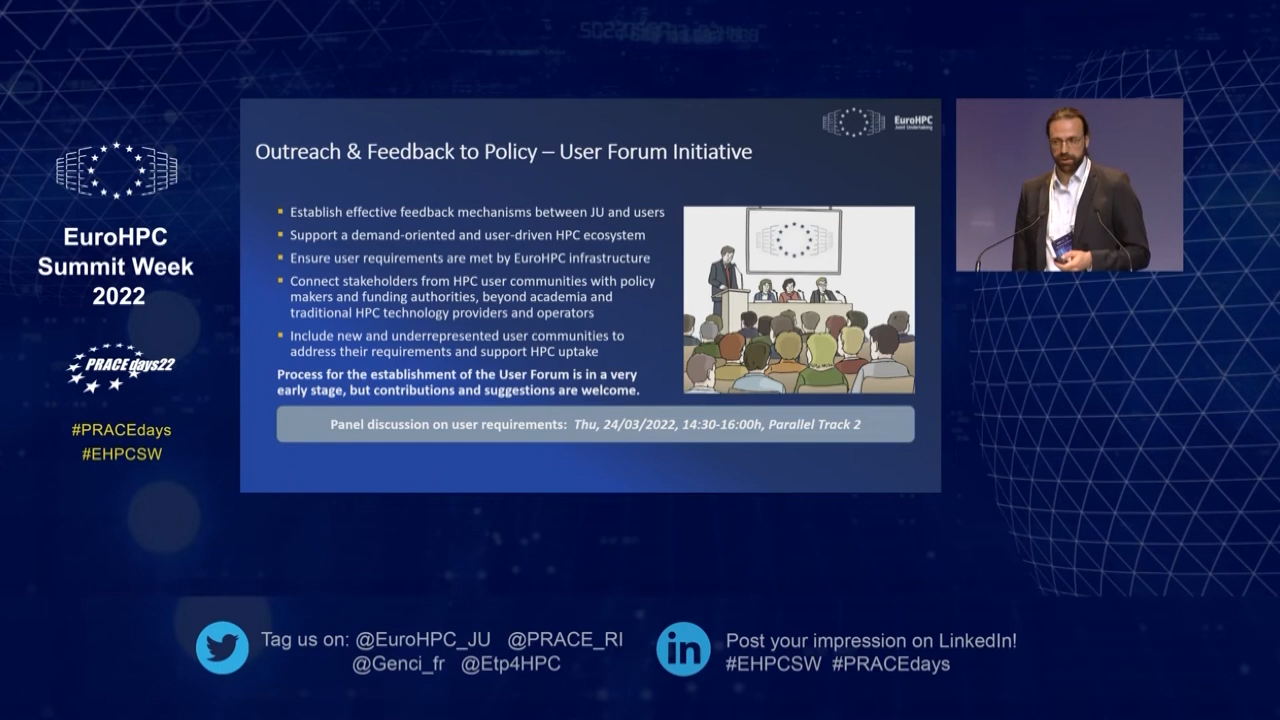 EuroHPC
Summit Week
2022
PRACEdays22
#PRACEdays
#EHPCSW
EuroHPC
Joint Undertaking
Outreach & Feedback to Policy – User Forum Initiative
▪ Establish effective feedback mechanisms between JU and users
▪ Support a demand-oriented and user-driven HPC ecosystem
▪ Ensure user requirements are met by EuroHPC infrastructure
▪ Connect stakeholders from HPC user communities with policy
makers and funding authorities, beyond academia and
traditional HPC technology providers and operators
▪ Include new and underrepresented user communities to
address their requirements and support HPC uptake
Process for the establishment of the User Forum is in a very
early stage, but contributions and suggestions are welcome.
Panel discussion on user requirements: Thu, 24/03/2022, 14:30-16:00h, Parallel Track 2
Tag us on: @EuroHPC_JU @PRACE_RI
@Genci_fr @Etp4HPC
in
Post your impression on LinkedIn!
#EHPCSW #PRACEdays